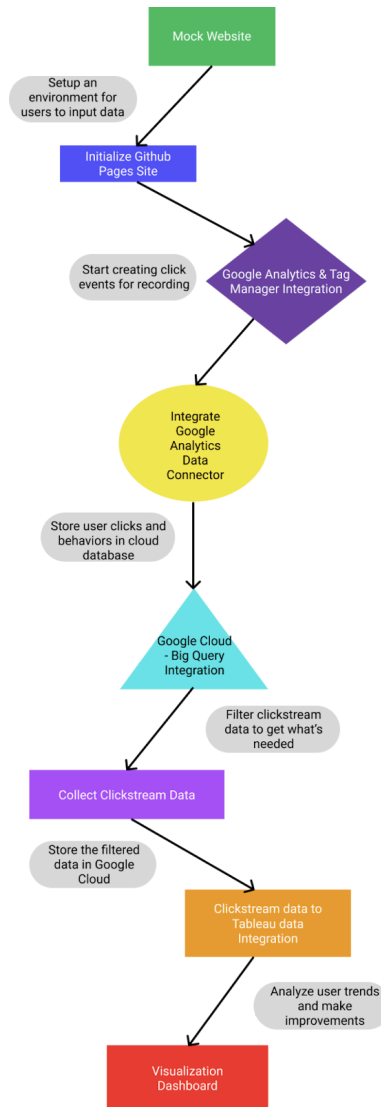 Mock Website
Setup an
environment for
users to input data
Initialize Github
Pages Site
Google Analytics & Tag
Manager Integration
Start creating click
events for recording
Integrate
Google
Analytics
Data
Connector
Store user clicks and
behaviors in cloud
database
Google Cloud
- Big Query
Integration
Filter clickstream
data to get what's
needed
Collect Clickstream Data
Store the filtered
data in Google
Cloud
Clickstream data to
Tableau data
Integration
Analyze user trends
and make
improvements
Visualization
Dashboard